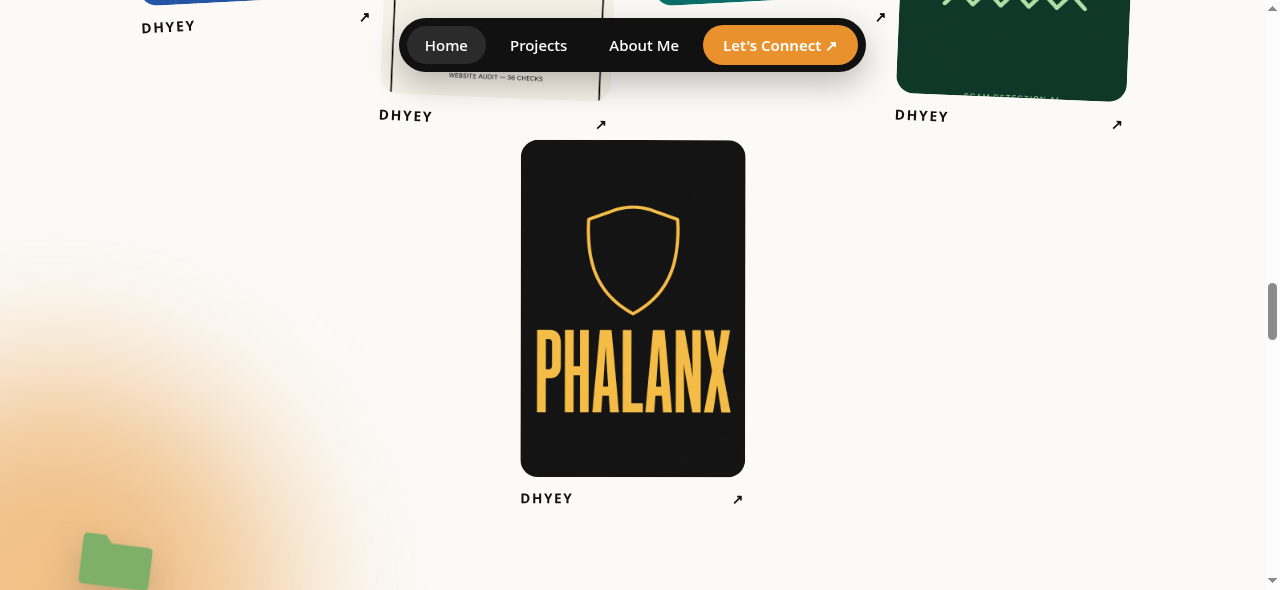 DHYEY
↗
Home
Projects
About Me
Let's Connect ↗
↗
WEBSITE AUDIT — 36 CHECKS
DHYEY
↗
DHYEY
↗
PHALANX
DHYEY
↗